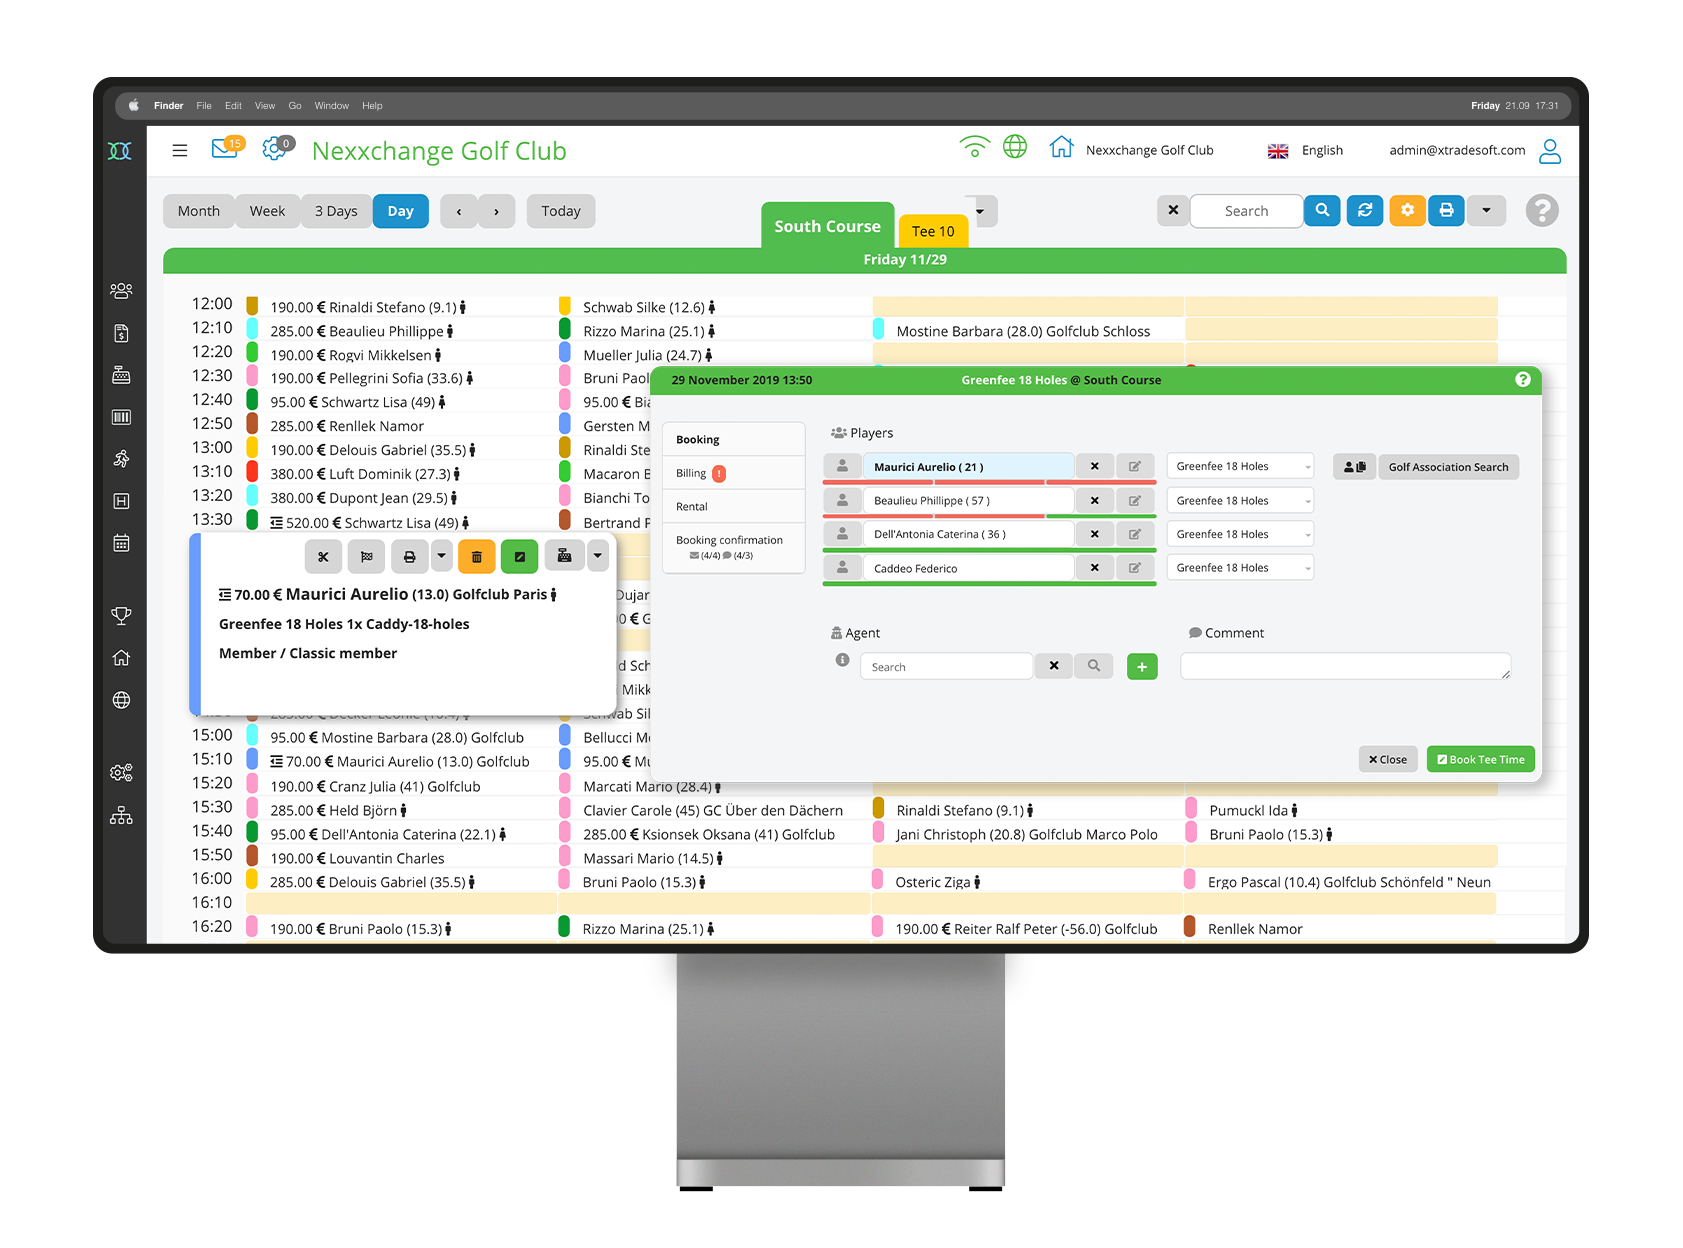 Finder File Edit View Go Window Help
Friday 21.09 17:31
15 0 Nexxchange Golf Club
Nexxchange Golf Club English admin@xtradesoft.com
Month Week 3 Days Day ‹ › Today
South Course Tee 10
Search ?
Friday 11/29
12:00 190.00 € Rinaldi Stefano (9.1) Schwab Silke (12.6)
12:10 285.00 € Beaulieu Phillippe Rizzo Marina (25.1) Mostine Barbara (28.0) Golfclub Schloss
12:20 190.00 € Rogvi Mikkelsen Mueller Julia (24.7)
12:30 190.00 € Pellegrini Sofia (33.6) Bruni Paol
12:40 95.00 € Schwartz Lisa (49) 95.00 € Bia
12:50 285.00 € Renllek Namor Gersten M
13:00 190.00 € Delouis Gabriel (35.5) Rinaldi Ste
13:10 380.00 € Luft Dominik (27.3) Macaron B
13:20 380.00 € Dupont Jean (29.5) Bianchi To
13:30 520.00 € Schwartz Lisa (49) Bertrand P
70.00 € Maurici Aurelio (13.0) Golfclub Paris
Greenfee 18 Holes 1x Caddy-18-holes
Member / Classic member
Dujar
0 € G
d Sch
Mikk
285.00 € Decker Leonie (16.4) Schwab Sil
29 November 2019 13:50 Greenfee 18 Holes @ South Course ?
Booking
Billing !
Rental
Booking confirmation
(4/4) (4/3)
Players
Maurici Aurelio ( 21 ) Greenfee 18 Holes Golf Association Search
Beaulieu Phillippe ( 57 ) Greenfee 18 Holes
Dell'Antonia Caterina ( 36 ) Greenfee 18 Holes
Caddeo Federico Greenfee 18 Holes
Agent Comment
Search +
Close Book Tee Time
15:00 95.00 € Mostine Barbara (28.0) Golfclub Bellucci Mo
15:10 70.00 € Maurici Aurelio (13.0) Golfclub 95.00 € Mu
15:20 190.00 € Cranz Julia (41) Golfclub Marcati Mario (28.4)
15:30 285.00 € Held Björn Clavier Carole (45) GC Über den Dächern Rinaldi Stefano (9.1) Pumuckl Ida
15:40 95.00 € Dell'Antonia Caterina (22.1) 285.00 € Ksionsek Oksana (41) Golfclub Jani Christoph (20.8) Golfclub Marco Polo Bruni Paolo (15.3)
15:50 190.00 € Louvantin Charles Massari Mario (14.5)
16:00 285.00 € Delouis Gabriel (35.5) Bruni Paolo (15.3) Osteric Ziga Ergo Pascal (10.4) Golfclub Schönfeld " Neun
16:10
16:20 190.00 € Bruni Paolo (15.3) Rizzo Marina (25.1) 190.00 € Reiter Ralf Peter (-56.0) Golfclub Renllek Namor